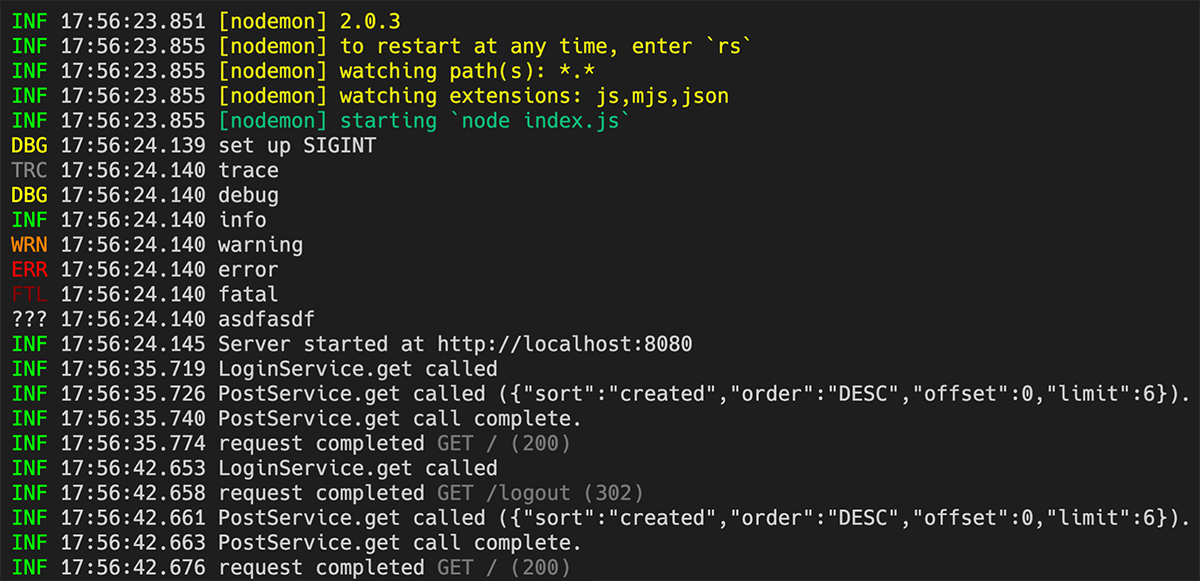 INF 17:56:23.851 [nodemon] 2.0.3
INF 17:56:23.855 [nodemon] to restart at any time, enter `rs`
INF 17:56:23.855 [nodemon] watching path(s): *.*
INF 17:56:23.855 [nodemon] watching extensions: js,mjs,json
INF 17:56:23.855 [nodemon] starting `node index.js`
DBG 17:56:24.139 set up SIGINT
TRC 17:56:24.140 trace
DBG 17:56:24.140 debug
INF 17:56:24.140 info
WRN 17:56:24.140 warning
ERR 17:56:24.140 error
FTL 17:56:24.140 fatal
??? 17:56:24.140 asdfasdf
INF 17:56:24.145 Server started at http://localhost:8080
INF 17:56:35.719 LoginService.get called
INF 17:56:35.726 PostService.get called ({"sort":"created","order":"DESC","offset":0,"limit":6}).
INF 17:56:35.740 PostService.get call complete.
INF 17:56:35.774 request completed GET / (200)
INF 17:56:42.653 LoginService.get called
INF 17:56:42.658 request completed GET /logout (302)
INF 17:56:42.661 PostService.get called ({"sort":"created","order":"DESC","offset":0,"limit":6}).
INF 17:56:42.663 PostService.get call complete.
INF 17:56:42.676 request completed GET / (200)